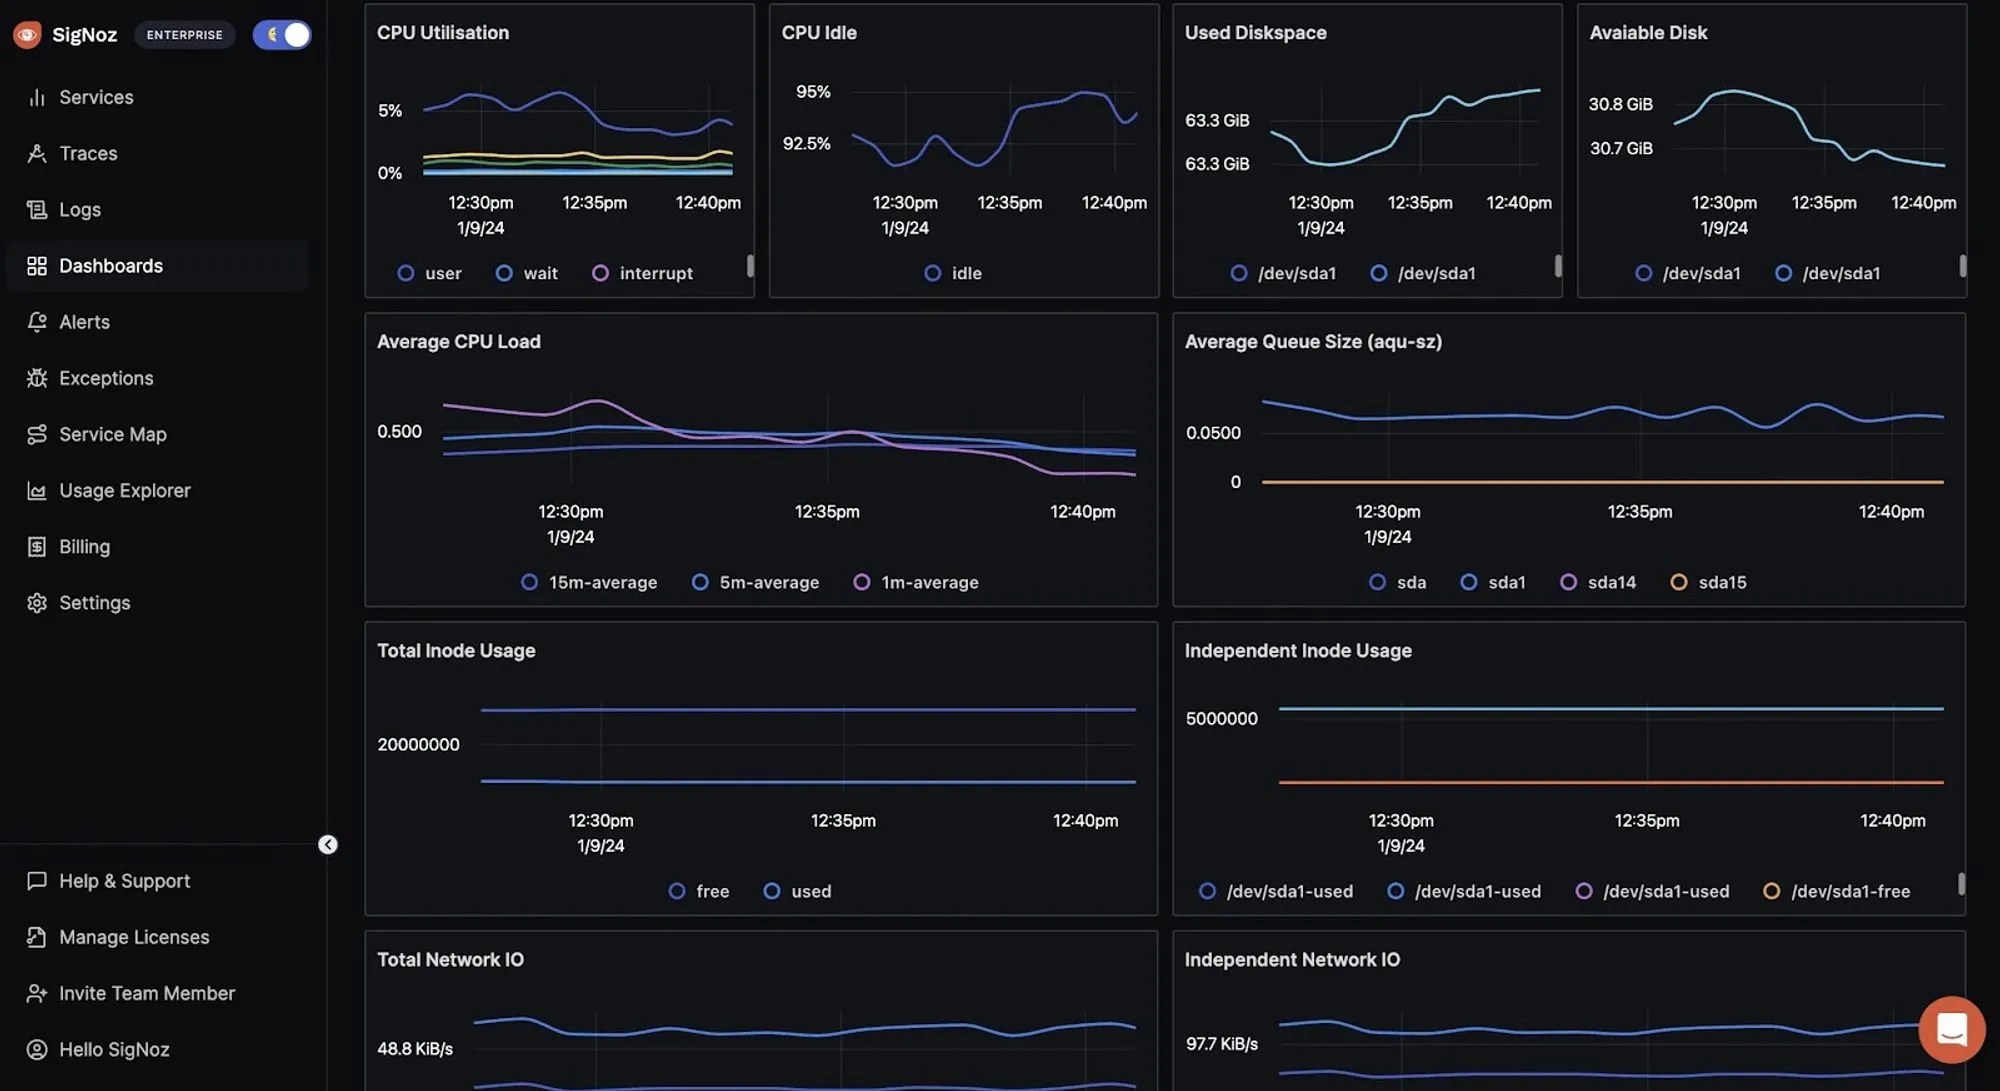 SigNoz ENTERPRISE
Services
Traces
Logs
Dashboards
Alerts
Exceptions
Service Map
Usage Explorer
Billing
Settings
Help & Support
Manage Licenses
Invite Team Member
Hello SigNoz
CPU Utilisation
5%
0%
12:30pm 12:35pm 12:40pm
1/9/24
user wait interrupt
CPU Idle
95%
92.5%
12:30pm 12:35pm 12:40pm
1/9/24
idle
Used Diskspace
63.3 GiB
63.3 GiB
12:30pm 12:35pm 12:40pm
1/9/24
/dev/sda1 /dev/sda1
Avaiable Disk
30.8 GiB
30.7 GiB
12:30pm 12:35pm 12:40pm
1/9/24
/dev/sda1 /dev/sda1
Average CPU Load
0.500
12:30pm 12:35pm 12:40pm
1/9/24
15m-average 5m-average 1m-average
Average Queue Size (aqu-sz)
0.0500
0
12:30pm 12:35pm 12:40pm
1/9/24
sda sda1 sda14 sda15
Total Inode Usage
20000000
12:30pm 12:35pm 12:40pm
1/9/24
free used
Independent Inode Usage
5000000
12:30pm 12:35pm 12:40pm
1/9/24
/dev/sda1-used /dev/sda1-used /dev/sda1-used /dev/sda1-free
Total Network IO
48.8 KiB/s
Independent Network IO
97.7 KiB/s